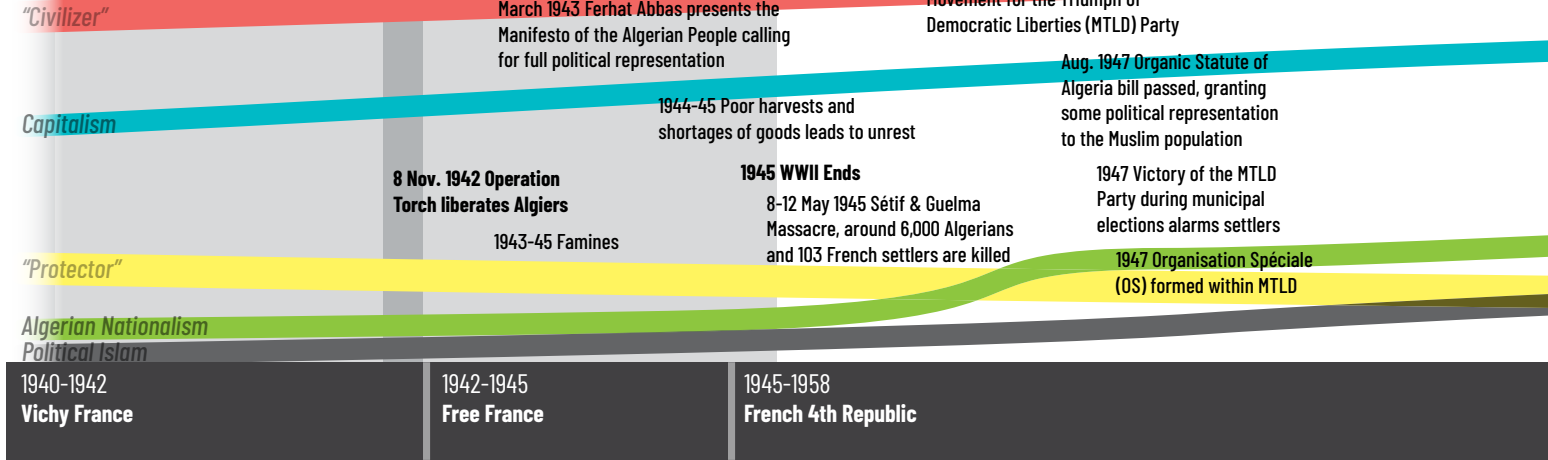 “Civilizer”
March 1943 Ferhat Abbas presents the
Manifesto of the Algerian People calling
for full political representation
Movement for the Triumph of
Democratic Liberties (MTLD) Party
Aug. 1947 Organic Statute of
Algeria bill passed, granting
some political representation
to the Muslim population
Capitalism
1944-45 Poor harvests and
shortages of goods leads to unrest
8 Nov. 1942 Operation
Torch liberates Algiers
1943-45 Famines
1945 WWII Ends
8-12 May 1945 Sétif & Guelma
Massacre, around 6,000 Algerians
and 103 French settlers are killed
1947 Victory of the MTLD
Party during municipal
elections alarms settlers
“Protector”
1947 Organisation Spéciale
(OS) formed within MTLD
Algerian Nationalism
Political Islam
1940-1942
Vichy France
1942-1945
Free France
1945-1958
French 4th Republic